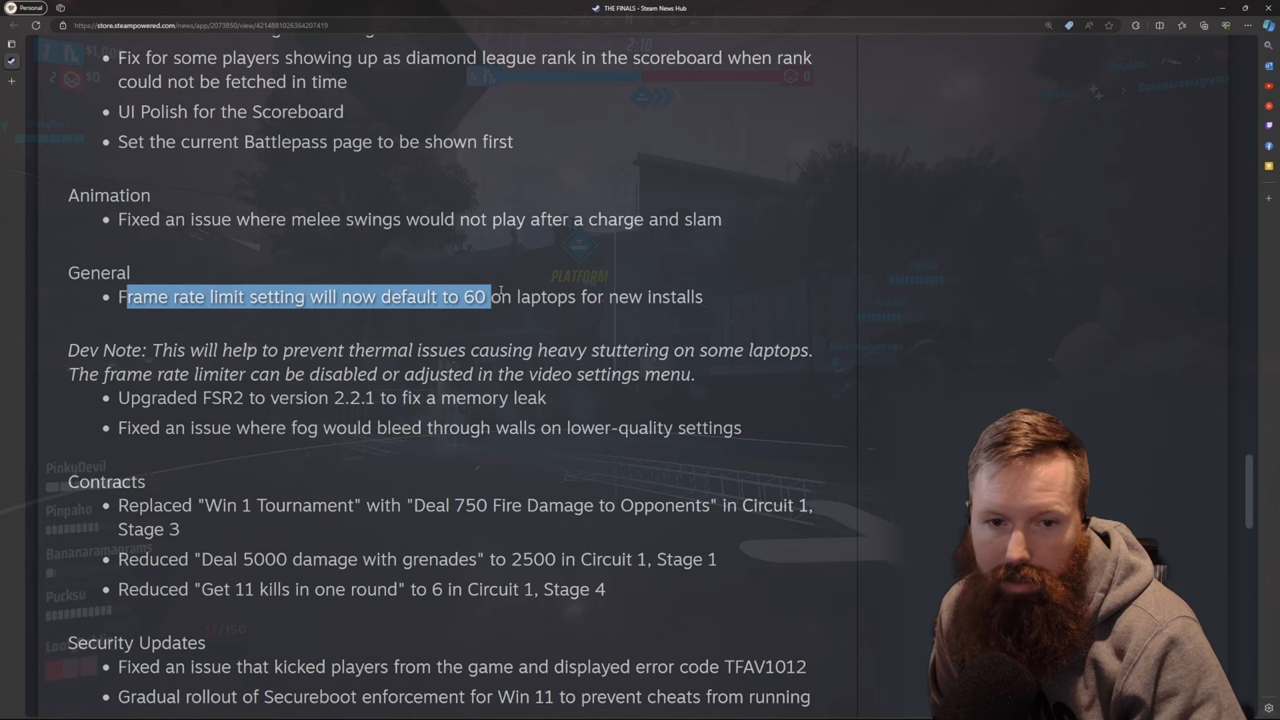 Personal
THE FINALS - Steam News Hub
https://store.steampowered.com/news/app/2073850/view/4214881026364207419
2:10
• Fix for some players showing up as diamond league rank in the scoreboard when rank
could not be fetched in time
• UI Polish for the Scoreboard
• Set the current Battlepass page to be shown first
Animation
• Fixed an issue where melee swings would not play after a charge and slam
PLATFORM
General
• Frame rate limit setting will now default to 60 on laptops for new installs
Dev Note: This will help to prevent thermal issues causing heavy stuttering on some laptops.
The frame rate limiter can be disabled or adjusted in the video settings menu.
• Upgraded FSR2 to version 2.2.1 to fix a memory leak
• Fixed an issue where fog would bleed through walls on lower-quality settings
PinkyDevil
Contracts
• Replaced "Win 1 Tournament" with "Deal 750 Fire Damage to Opponents" in Circuit 1,
Stage 3
Pinpaho
Bananaramagrams
• Reduced "Deal 5000 damage with grenades" to 2500 in Circuit 1, Stage 1
• Reduced "Get 11 kills in one round" to 6 in Circuit 1, Stage 4
Security Updates
• Fixed an issue that kicked players from the game and displayed error code TFAV1012
• Gradual rollout of Secureboot enforcement for Win 11 to prevent cheats from running